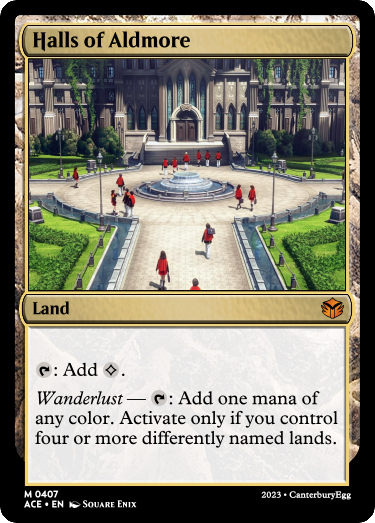 Halls of Aldmore
Land
: Add .
Wanderlust — : Add one mana of
any color. Activate only if you control
four or more differently named lands.
M 0407
ACE • EN Square Enix
2023 • CanterburyEgg